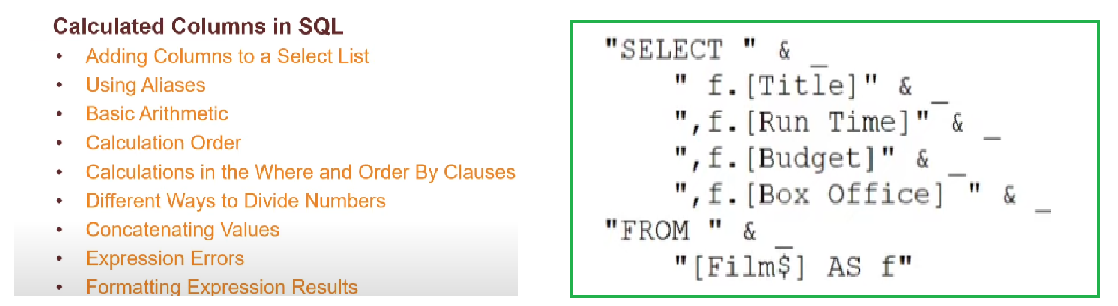 Calculated Columns in SQL
• Adding Columns to a Select List
• Using Aliases
• Basic Arithmetic
• Calculation Order
• Calculations in the Where and Order By Clauses
• Different Ways to Divide Numbers
• Concatenating Values
• Expression Errors
• Formatting Expression Results
"SELECT " & _
" f.[Title]" & _
",f.[Run Time]" & _
",f.[Budget]" & _
",f.[Box Office] " & _
"FROM " & _
"[Film$] AS f"